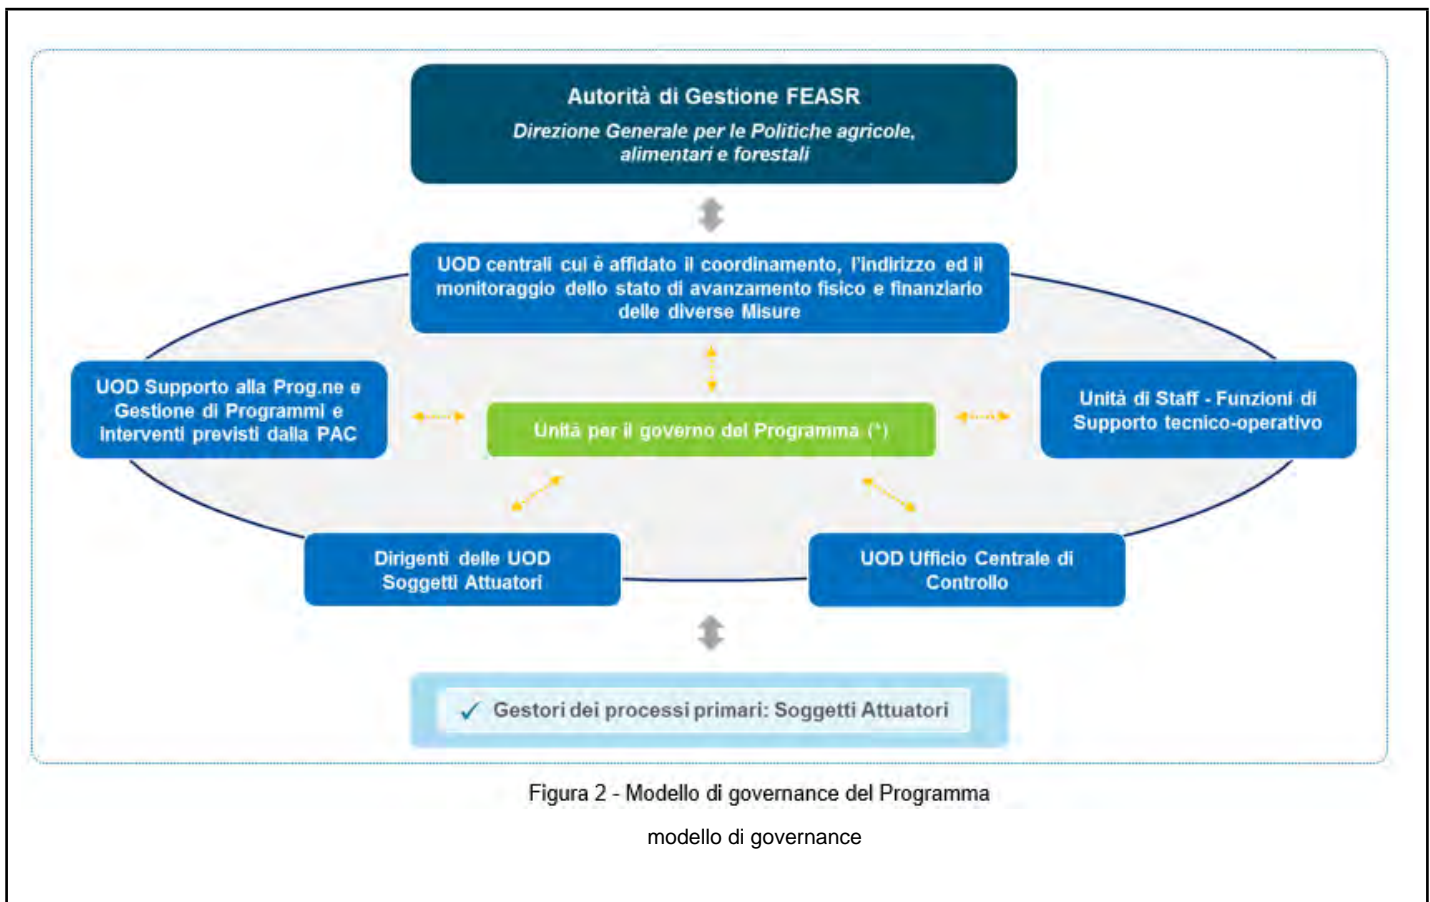 Autorità di Gestione FEASR
Direzione Generale per le Politiche agricole,
alimentari e forestali
UOD centrali cui è affidato il coordinamento, l'indirizzo ed il
monitoraggio dello stato di avanzamento fisico e finanziario
delle diverse Misure
UOD Supporto alla Prog.ne e
Gestione di Programmi e
Interventi previsti dalla PAC
Unità per il governo del Programma (*)
Unità di Staff - Funzioni di
Supporto tecnico-operativo
Dirigenti delle UOD
Soggetti Attuatori
UOD Ufficio Centrale di
Controllo
✓ Gestori dei processi primari: Soggetti Attuatori
Figura 2 - Modello di governance del Programma
modello di governance